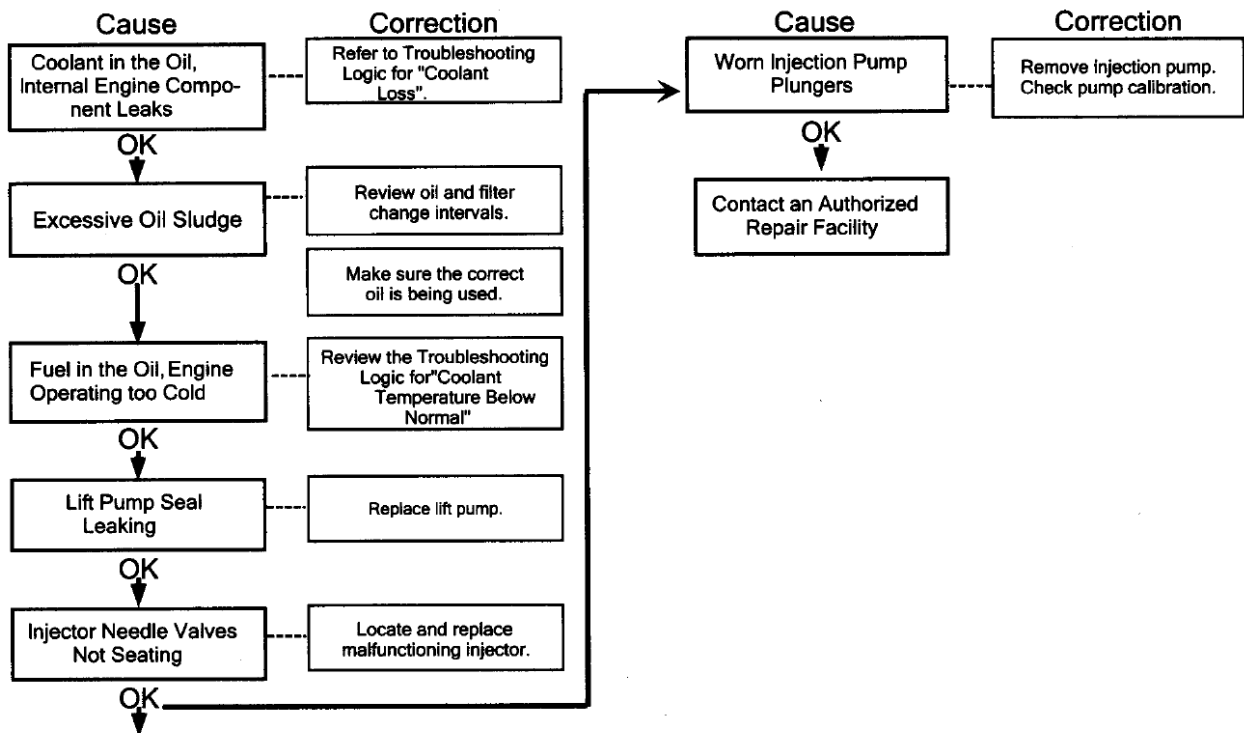 Cause
Correction
Coolant in the Oil,
Internal Engine Compo-
nent Leaks
Refer to Troubleshooting
Logic for "Coolant
Loss".
OK
Excessive Oil Sludge
Review oil and filter
change intervals.
OK
Make sure the correct
oil is being used.
Fuel in the Oil, Engine
Operating too Cold
Review the Troubleshooting
Logic for"Coolant
Temperature Below
Normal"
OK
Lift Pump Seal
Leaking
Replace lift pump.
OK
Injector Needle Valves
Not Seating
Locate and replace
malfunctioning injector.
OK
Cause
Correction
Worn Injection Pump
Plungers
Remove injection pump.
Check pump calibration.
OK
Contact an Authorized
Repair Facility